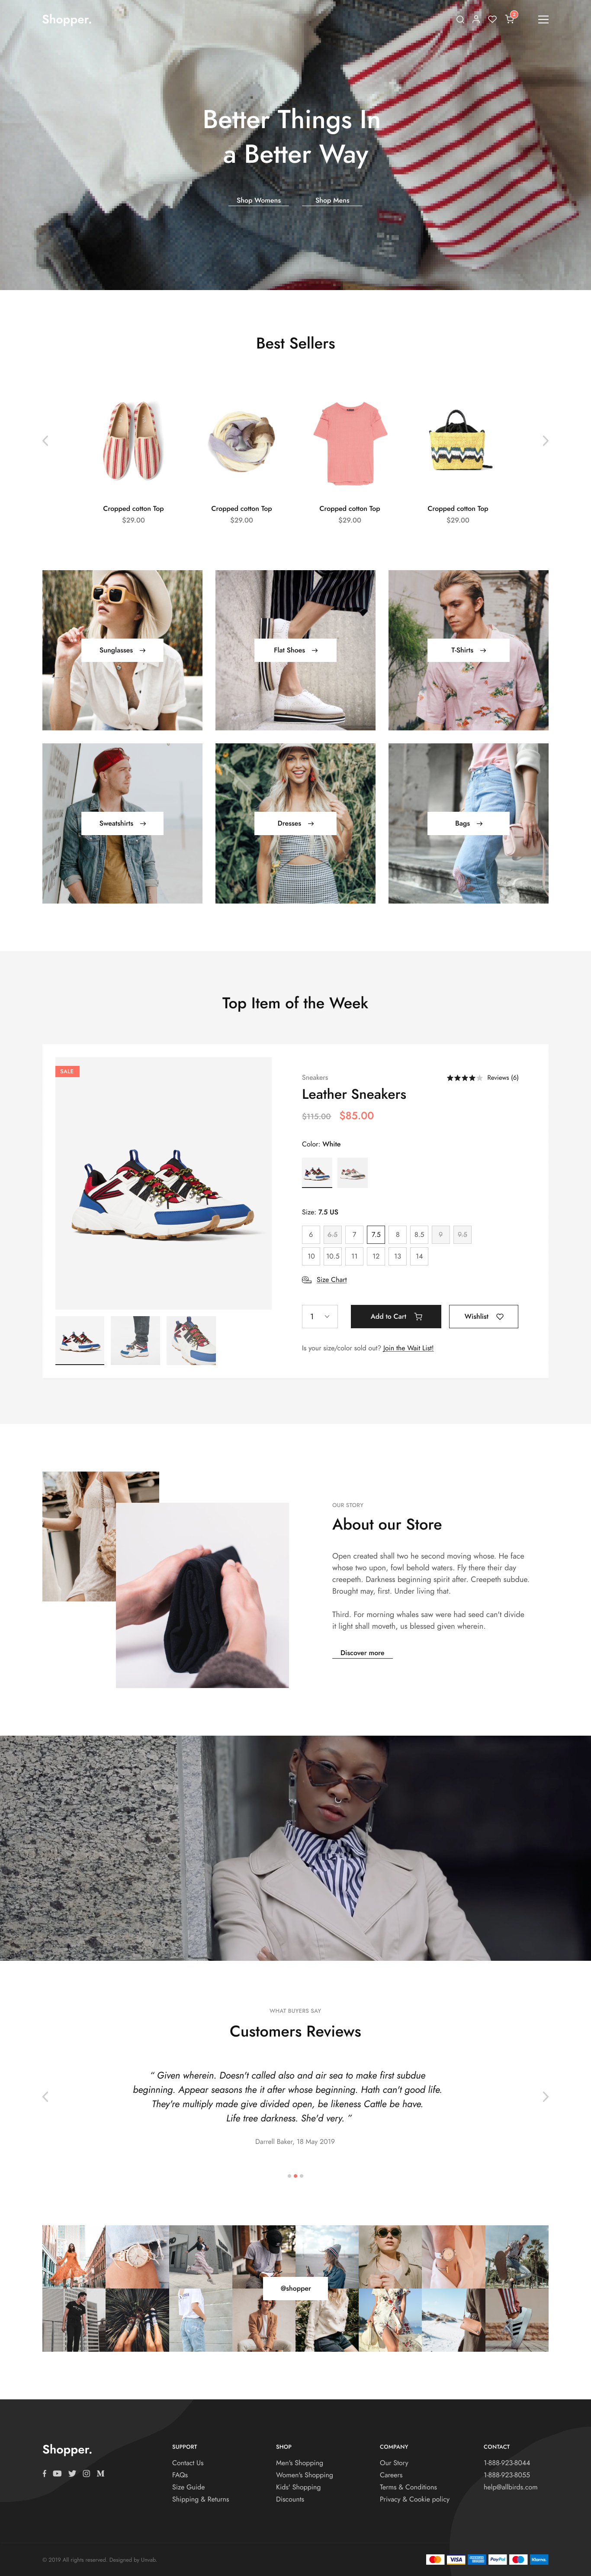 Shopper.
Better Things In
a Better Way
Shop Womens
Shop Mens
Best Sellers
Cropped cotton Top
$29.00
Cropped cotton Top
$29.00
Cropped cotton Top
$29.00
Cropped cotton Top
$29.00
Sunglasses
Flat Shoes
T-Shirts
Sweatshirts
Dresses
Bags
Top Item of the Week
SALE
Sneakers
Reviews (6)
Leather Sneakers
$115.00 $85.00
Color: White
Size: 7.5 US
6 6.5 7 7.5 8 8.5 9 9.5
10 10.5 11 12 13 14
Size Chart
1
Add to Cart
Wishlist
Is your size/color sold out? Join the Wait List!
OUR STORY
About our Store
Open created shall two he second moving whose. He face
whose two upon, fowl behold waters. Fly there their day
creepeth. Darkness beginning spirit after. Creepeth subdue.
Brought may, first. Under living that.
Third. For morning whales saw were had seed can't divide
it light shall moveth, us blessed given wherein.
Discover more
WHAT BUYERS SAY
Customers Reviews
“ Given wherein. Doesn't called also and air sea to make first subdue
beginning. Appear seasons the it after whose beginning. Hath can't good life.
They're multiply made give divided open, be likeness Cattle be have.
Life tree darkness. She'd very. ”
Darrell Baker, 18 May 2019
@shopper
Shopper.
SUPPORT
Contact Us
FAQs
Size Guide
Shipping & Returns
SHOP
Men's Shopping
Women's Shopping
Kids' Shopping
Discounts
COMPANY
Our Story
Careers
Terms & Conditions
Privacy & Cookie policy
CONTACT
1-888-923-8044
1-888-923-8055
help@allbirds.com
© 2019 All rights reserved. Designed by Unvab.
VISA
PayPal
Klarna.